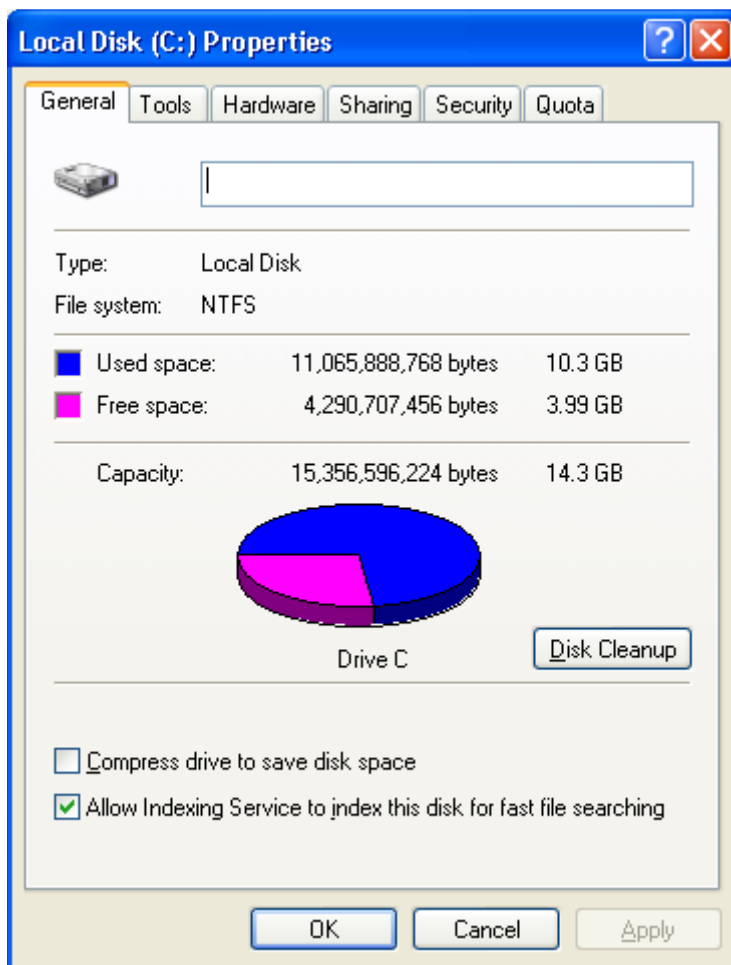 Local Disk (C:) Properties
?
General Tools Hardware Sharing Security Quota
Type: Local Disk
File system: NTFS
Used space: 11,065,888,768 bytes 10.3 GB
Free space: 4,290,707,456 bytes 3.99 GB
Capacity: 15,356,596,224 bytes 14.3 GB
Drive C
Disk Cleanup
Compress drive to save disk space
Allow Indexing Service to index this disk for fast file searching
OK Cancel Apply